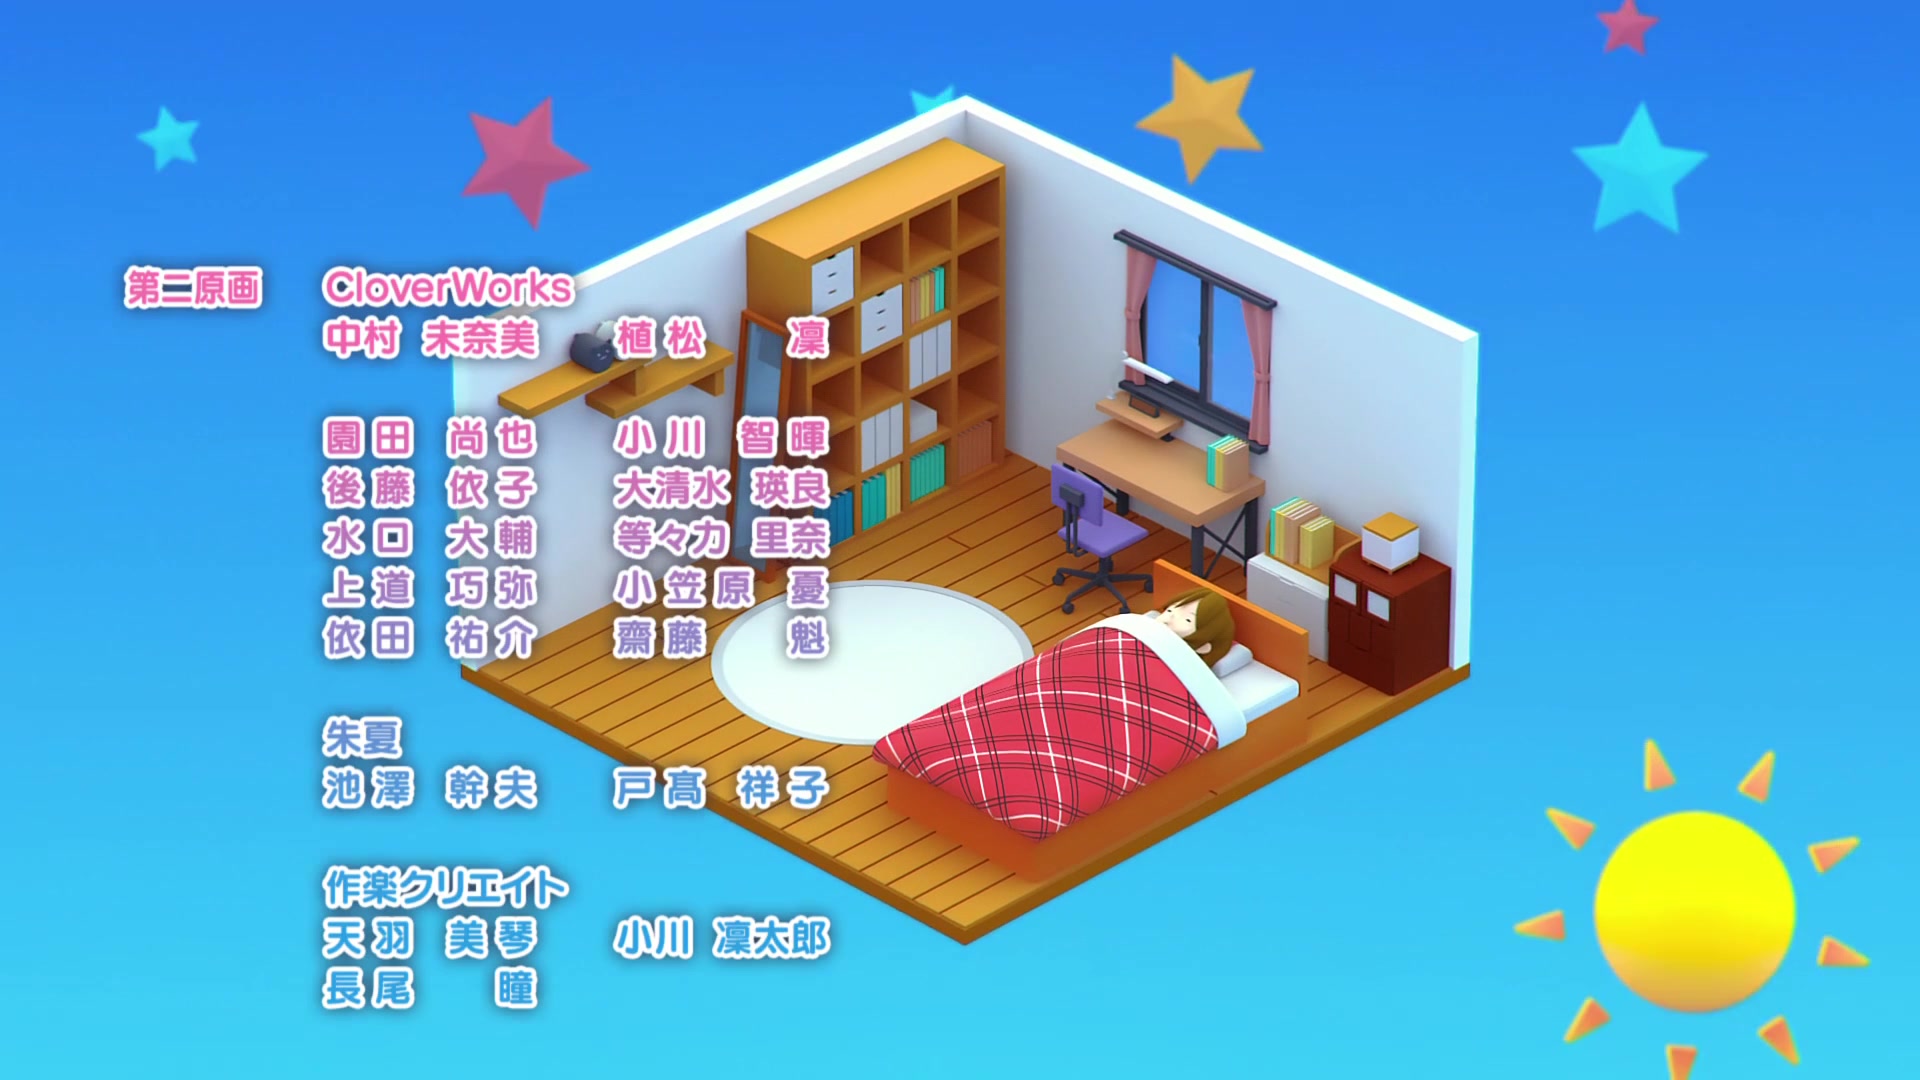 第二原画 CloverWorks
中村 未奈美 植松 凜
園田 尚也 小川 智暉
後藤 依子 大清水 瑛良
水口 大輔 等々力 里奈
上道 巧弥 小笠原 憂
依田 祐介 齋藤 魁
朱夏
池澤 幹夫 戸髙 祥子
作楽クリエイト
天羽 美琴 小川 凜太郎
長尾 瞳